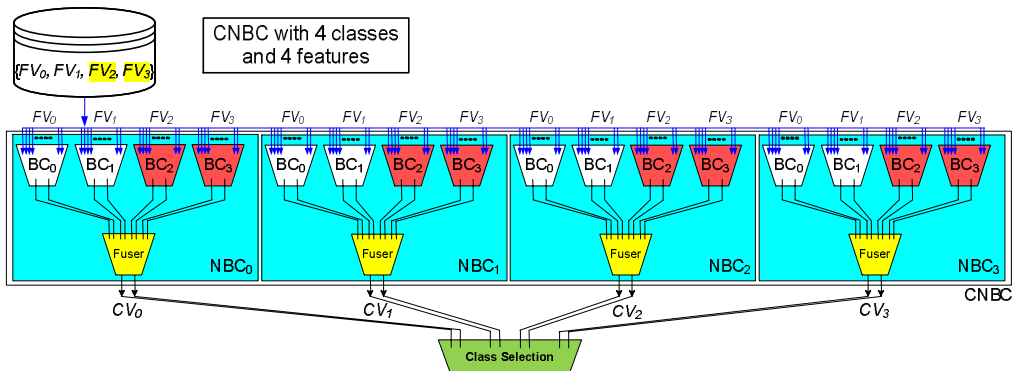 CNBC with 4 classes
and 4 features
{FV0, FV1, FV2, FV3}
FV0 FV1 FV2 FV3 FV0 FV1 FV2 FV3 FV0 FV1 FV2 FV3 FV0 FV1 FV2 FV3
BC0 BC1 BC2 BC3 BC0 BC1 BC2 BC3 BC0 BC1 BC2 BC3 BC0 BC1 BC2 BC3
Fuser Fuser Fuser Fuser
NBC0 NBC1 NBC2 NBC3
CNBC
CV0 CV1 CV2 CV3
Class Selection